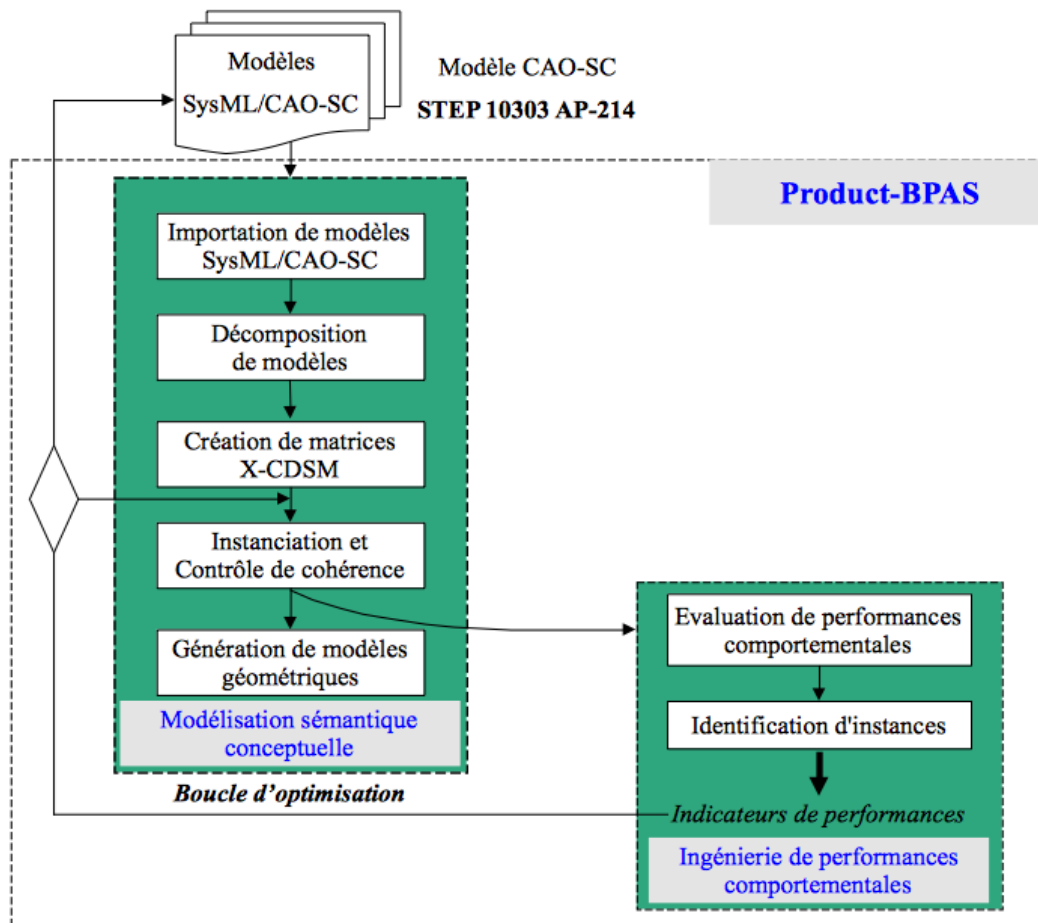 Modèles
SysML/CAO-SC
Modèle CAO-SC
STEP 10303 AP-214
Product-BPAS
Importation de modèles
SysML/CAO-SC
Décomposition
de modèles
Création de matrices
X-CDSM
Instanciation et
Contrôle de cohérence
Génération de modèles
géométriques
Modélisation sémantique
conceptuelle
Boucle d'optimisation
Evaluation de performances
comportementales
Identification d'instances
Indicateurs de performances
Ingénierie de performances
comportementales